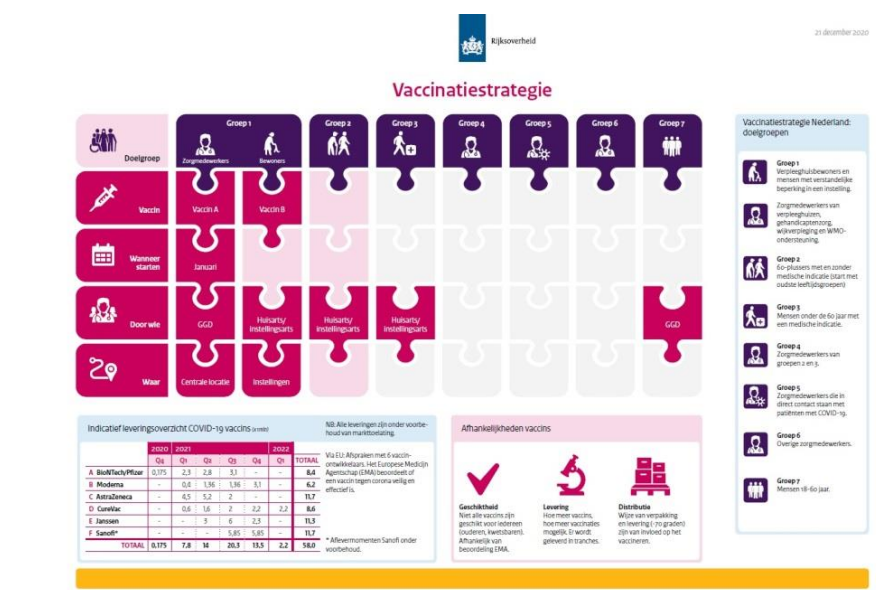 Rijksoverheid
21 december 2020
Vaccinatiestrategie
Doelgroep
Groep 1
Zorgmedewerkers
Bewoners
Groep 2
Groep 3
Groep 4
Groep 5
Groep 6
Groep 7
Vaccin
Vaccin A
Vaccin B
Wanneer
starten
Januari
Door wie
GGD
Huisarts/
instellingsarts
Huisarts/
instellingsarts
Huisarts/
instellingsarts
GGD
Waar
Centrale locatie
Instellingen
Vaccinatiestrategie Nederland:
doelgroepen
Groep 1
Verpleeghuisbewoners en
mensen met verstandelijke
beperking in een instelling.
Zorgmedewerkers van
verpleeghuizen,
gehandicaptenzorg,
wijkverpleging en WMO-
ondersteuning.
Groep 2
60-plussers met en zonder
medische indicatie (start met
oudste leeftijdsgroepen)
Groep 3
Mensen onder de 60 jaar met
een medische indicatie.
Groep 4
Zorgmedewerkers van
groepen 2 en 3.
Groep 5
Zorgmedewerkers die in
direct contact staan met
patiënten met COVID-19.
Groep 6
Overige zorgmedewerkers.
Groep 7
Mensen 18-60 jaar.
Indicatief leveringsoverzicht COVID-19 vaccins
2020 2021 2022
Q4 Q1 Q2 Q3 Q4 Q1 TOTAAL
A BioNTech/Pfizer 0,175 2,3 2,8 3,1 - - 8,4
B Moderna - 0,4 1,36 1,36 3,1 - 6,2
C AstraZeneca - 4,5 5,2 2 - - 11,7
D CureVac - 0,6 1,6 2 2,2 2,2 8,6
E Janssen - - 3 6 2,3 - 11,3
F Sanofi* - - - 5,85 5,85 - 11,7
TOTAAL 0,175 7,8 14 20,3 13,5 2,2 58,0
NB: Alle leveringen zijn onder voorbe-
houd van markttoelating.
Via EU: Afspraken met 6 vaccin-
ontwikkelaars. Het Europese Medicijn
Agentschap (EMA) beoordeelt of
een vaccin tegen corona veilig en
effectief is.
* Aflevermomenten Sanofi onder
voorbehoud.
Afhankelijkheden vaccins
Geschiktheid
Niet alle vaccins zijn
geschikt voor iedereen
(ouderen, kwetsbaren).
Afhankelijk van
beoordeling EMA.
Levering
Hoe meer vaccins,
hoe meer vaccinaties
mogelijk. Er wordt
geleverd in tranches.
Distributie
Wijze van verpakking
en levering (-70 graden)
zijn van invloed op het
vaccineren.